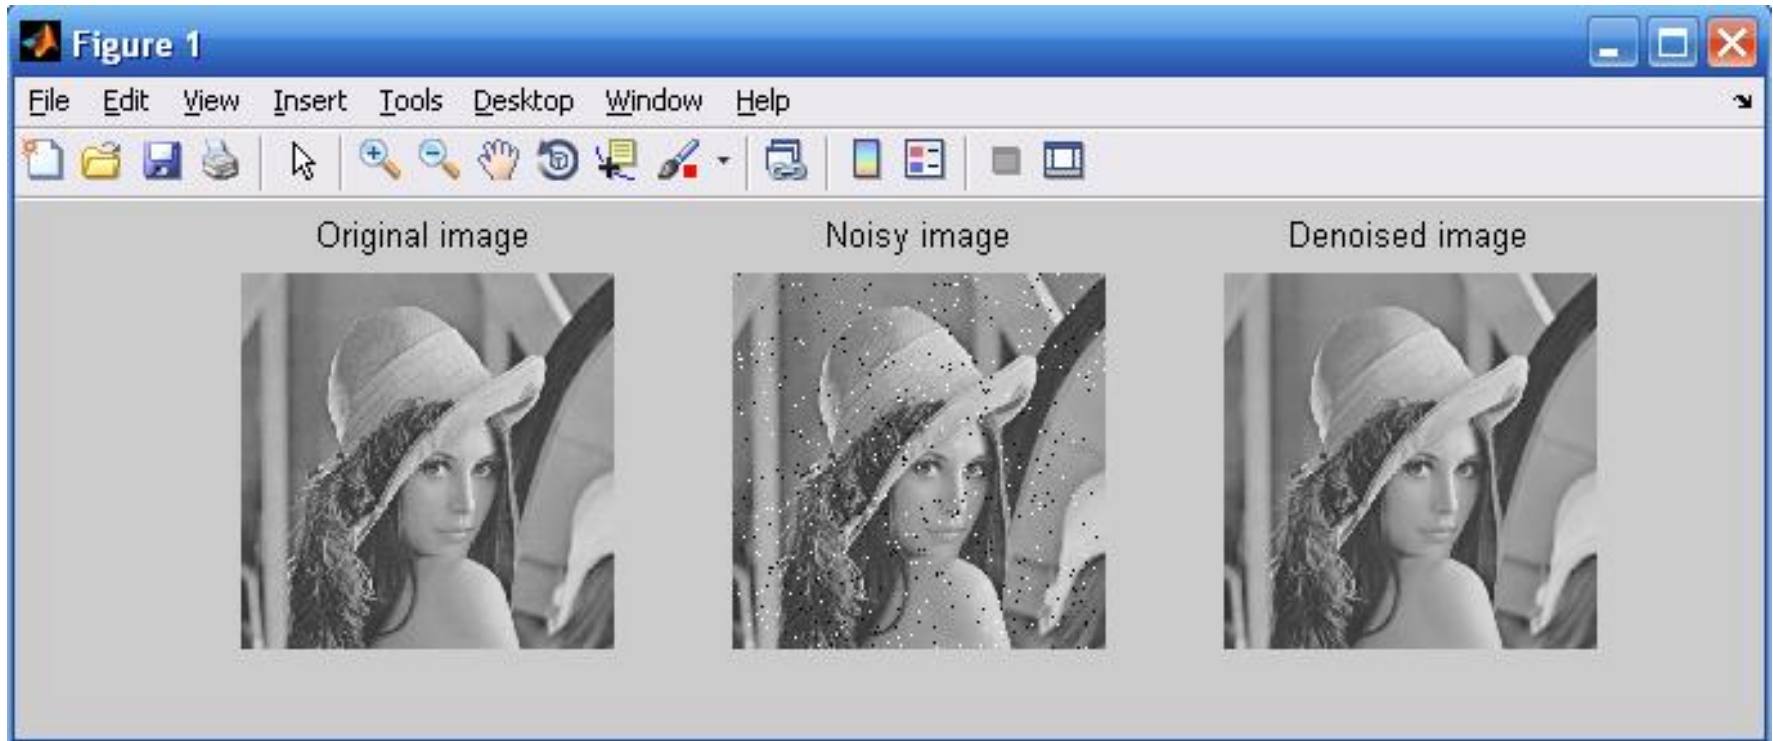 Figure 1
File Edit View Insert Tools Desktop Window Help
Original image Noisy image Denoised image